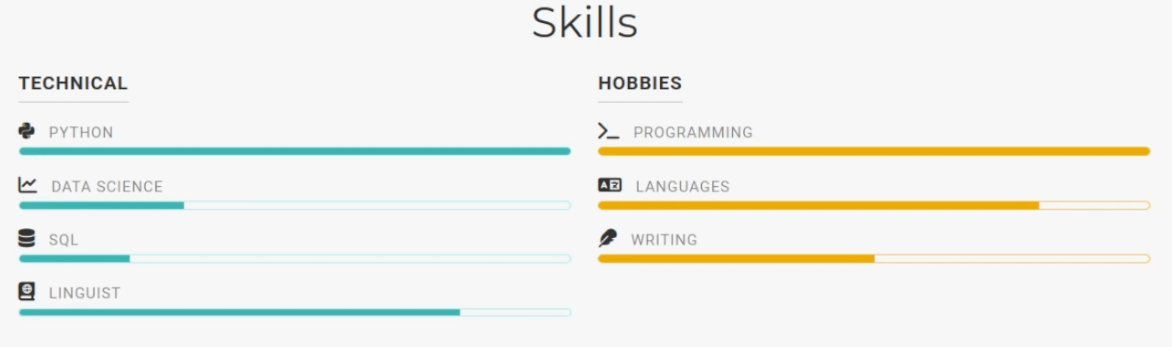 Skills
TECHNICAL
PYTHON
DATA SCIENCE
SQL
LINGUIST
HOBBIES
PROGRAMMING
LANGUAGES
WRITING